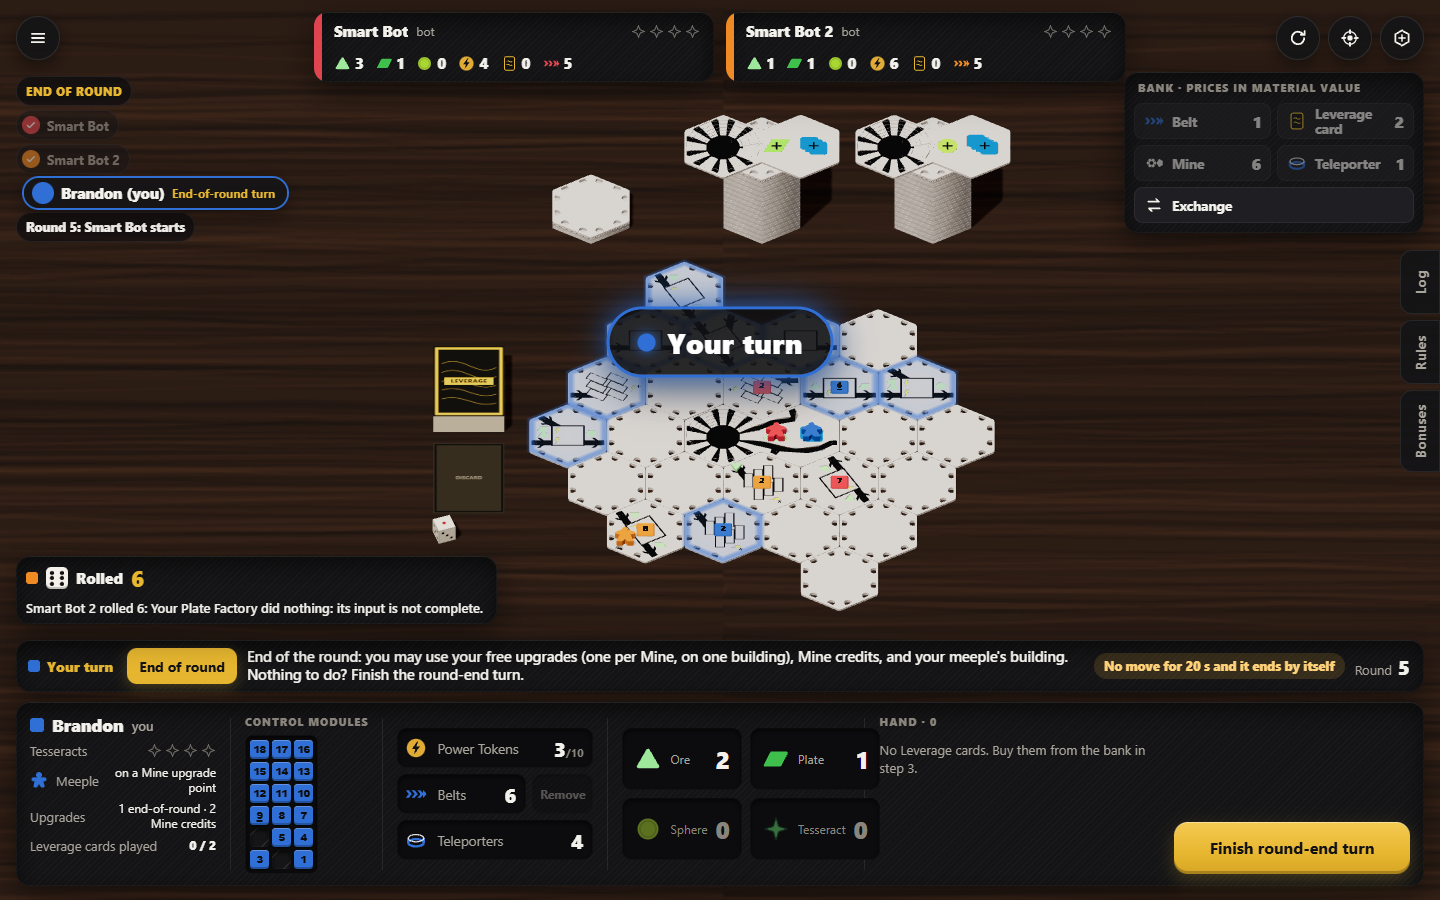 Smart Bot bot
3 1 0 4 0 5
Smart Bot 2 bot
1 1 0 6 0 5
END OF ROUND
Smart Bot
Smart Bot 2
Brandon (you) End-of-round turn
Round 5: Smart Bot starts
BANK · PRICES IN MATERIAL VALUE
Belt 1
Leverage card 2
Mine 6
Teleporter 1
Exchange
Log
Rules
Bonuses
Your turn
LEVERAGE
DISCARD
2
6
2
7
8
2
Rolled 6
Smart Bot 2 rolled 6: Your Plate Factory did nothing: its input is not complete.
Your turn
End of round
End of the round: you may use your free upgrades (one per Mine, on one building), Mine credits, and your meeple's building.
Nothing to do? Finish the round-end turn.
No move for 20 s and it ends by itself
Round 5
Brandon you
Tesseracts
Meeple on a Mine upgrade
point
Upgrades 1 end-of-round · 2
Mine credits
Leverage cards played 0 / 2
CONTROL MODULES
18 17 16
15 14 13
12 11 10
9 8 7
5 4
3 1
Power Tokens 3/10
Belts 6
Remove
Teleporters 4
Ore 2
Plate 1
Sphere 0
Tesseract 0
HAND · 0
No Leverage cards. Buy them from the bank in
step 3.
Finish round-end turn